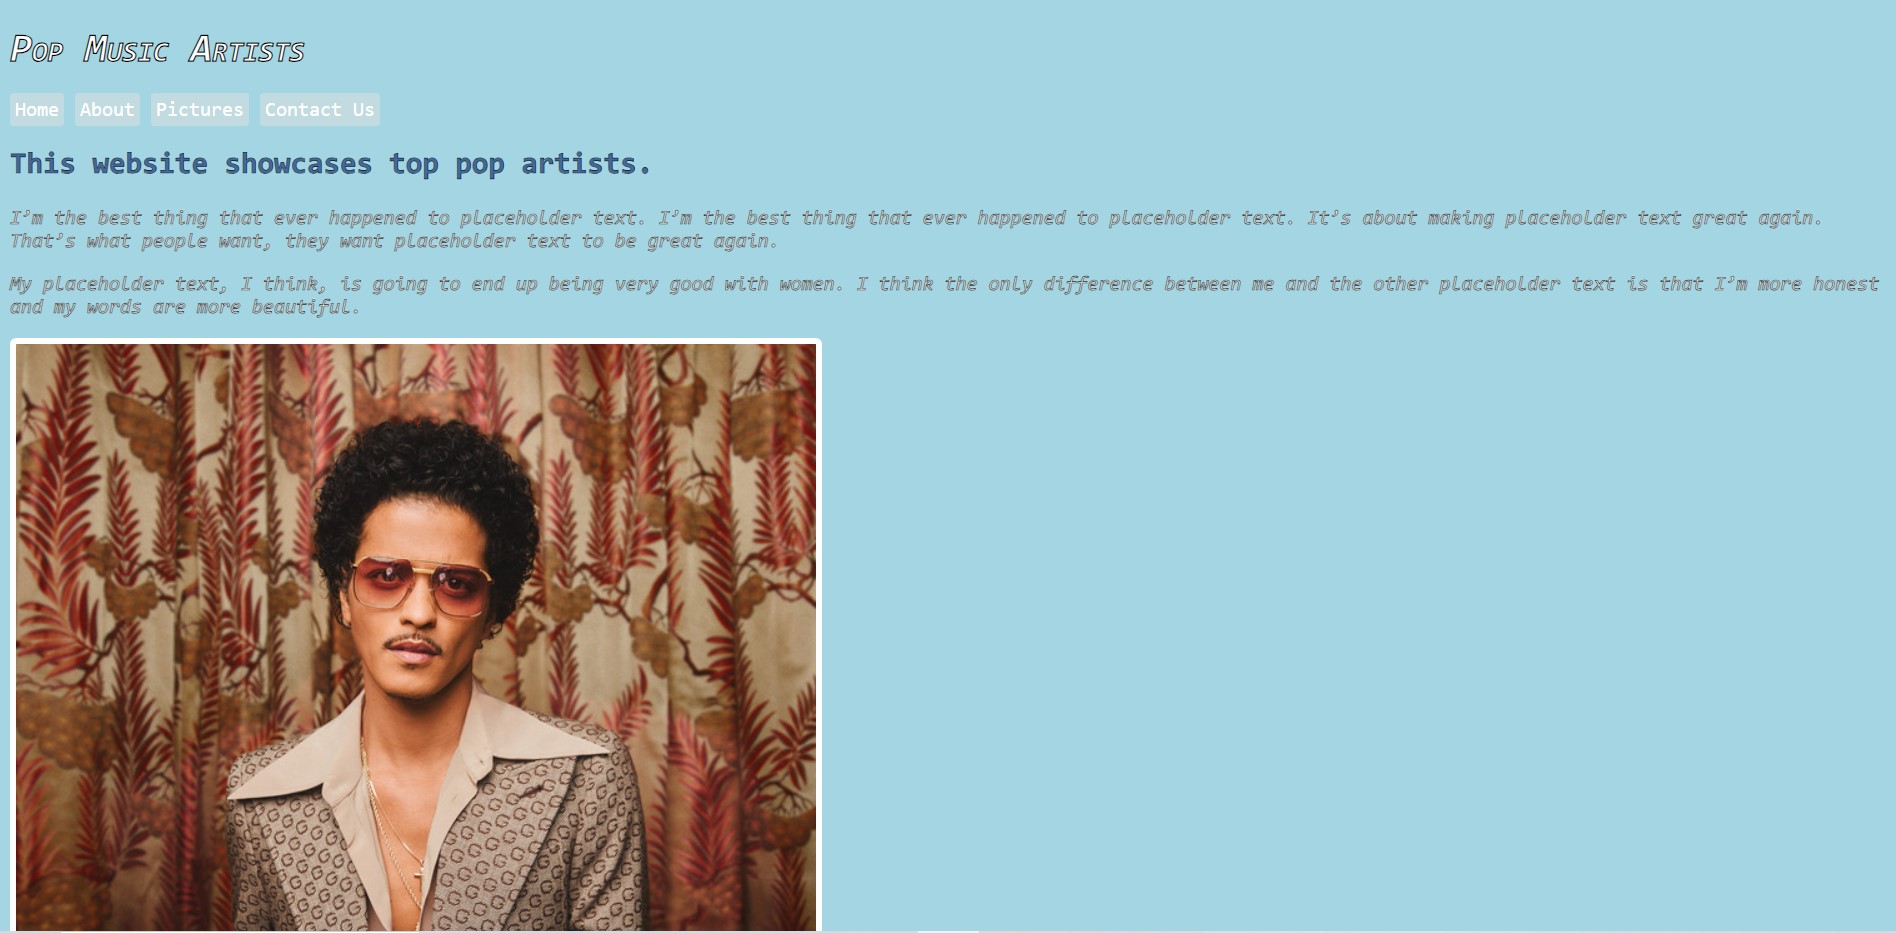 Pop Music Artists
Home About Pictures Contact Us
This website showcases top pop artists.
I’m the best thing that ever happened to placeholder text. I’m the best thing that ever happened to placeholder text. It’s about making placeholder text great again.
That’s what people want, they want placeholder text to be great again.
My placeholder text, I think, is going to end up being very good with women. I think the only difference between me and the other placeholder text is that I’m more honest
and my words are more beautiful.